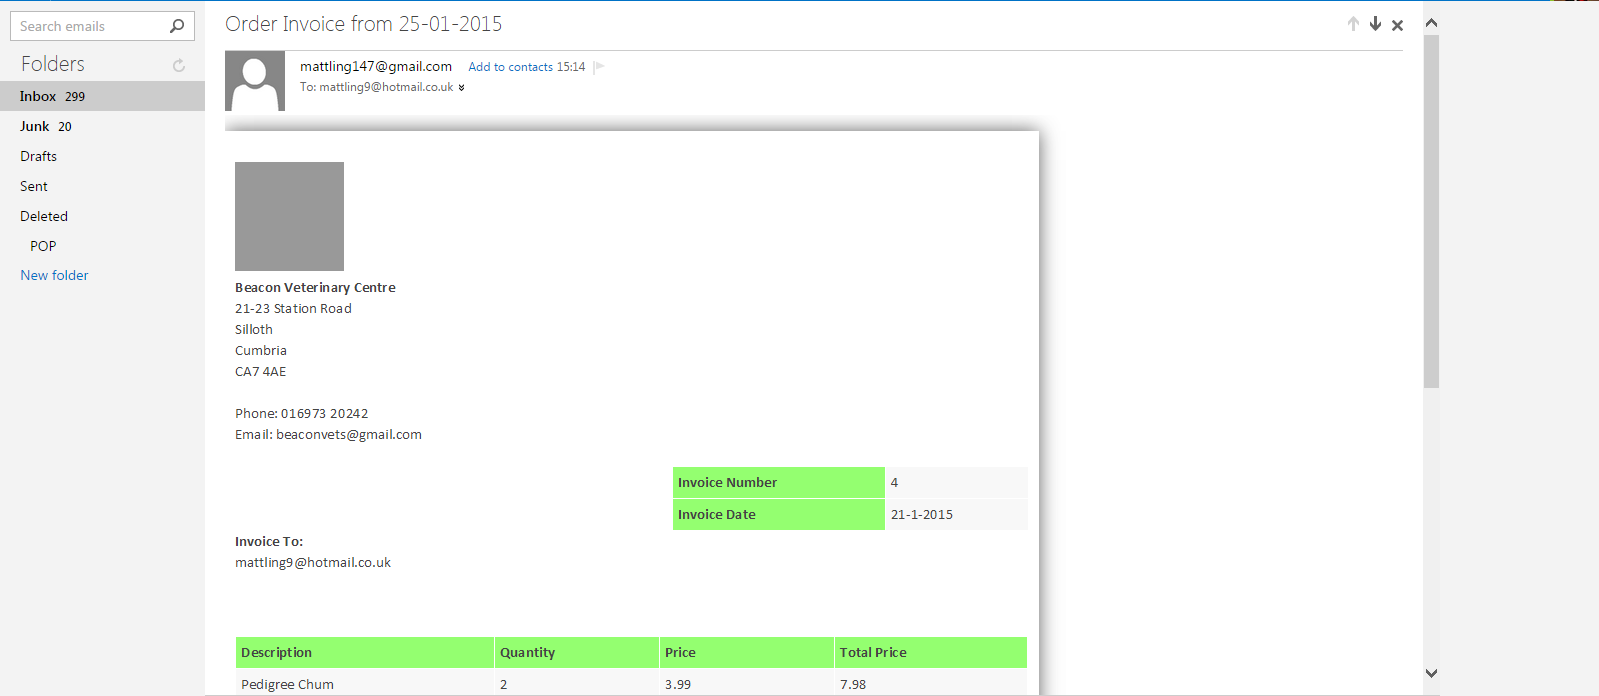 Search emails
Folders
Inbox 299
Junk 20
Drafts
Sent
Deleted
POP
New folder
Order Invoice from 25-01-2015
mattling147@gmail.com Add to contacts 15:14
To: mattling9@hotmail.co.uk
Beacon Veterinary Centre
21-23 Station Road
Silloth
Cumbria
CA7 4AE
Phone: 016973 20242
Email: beaconvets@gmail.com
Invoice Number 4
Invoice Date 21-1-2015
Invoice To:
mattling9@hotmail.co.uk
Description Quantity Price Total Price
Pedigree Chum 2 3.99 7.98